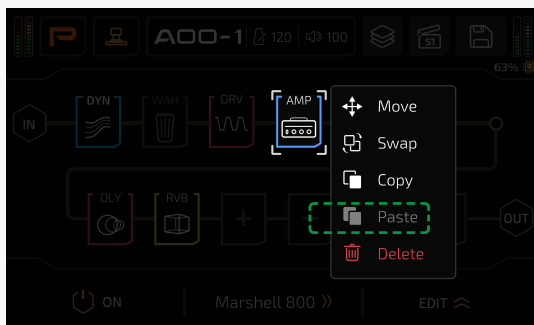 A00-1 120 100 S1
63%
IN DYN WAH DRV AMP
Move
Swap
Copy
Paste
Delete
DLY RVB + OUT
ON Marshell 800 » EDIT